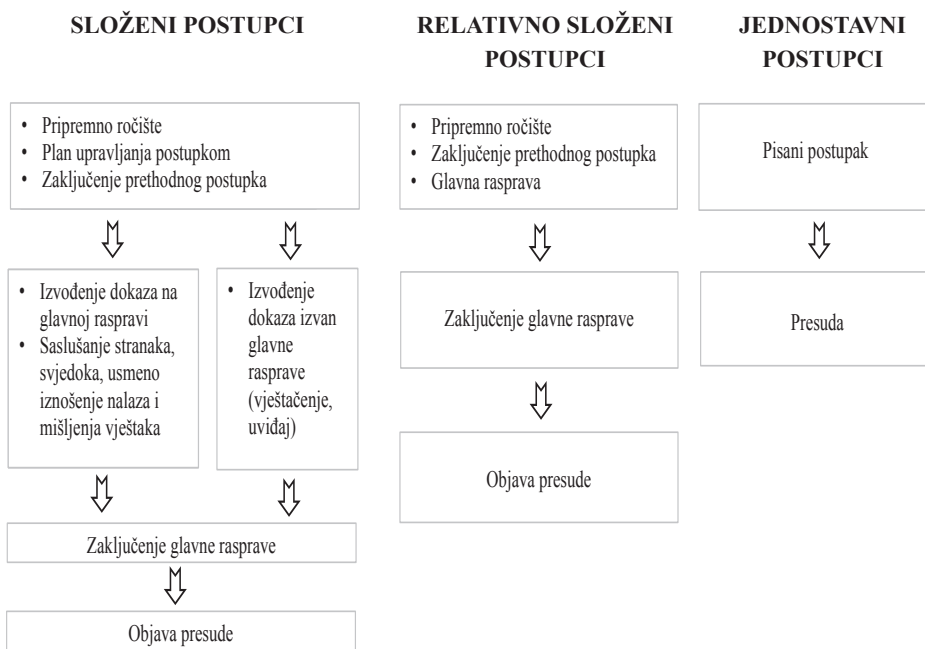 SLOŽENI POSTUPCI
• Pripremno ročište
• Plan upravljanja postupkom
• Zaključenje prethodnog postupka
• Izvođenje dokaza na
glavnoj raspravi
• Saslušanje stranaka,
svjedoka, usmeno
iznošenje nalaza i
mišljenja vještaka
• Izvođenje
dokaza izvan
glavne
rasprave
(vještačenje,
uviđaj)
Zaključenje glavne rasprave
Objava presude
RELATIVNO SLOŽENI
POSTUPCI
• Pripremno ročište
• Zaključenje prethodnog postupka
• Glavna rasprava
Zaključenje glavne rasprave
Objava presude
JEDNOSTAVNI
POSTUPCI
Pisani postupak
Presuda